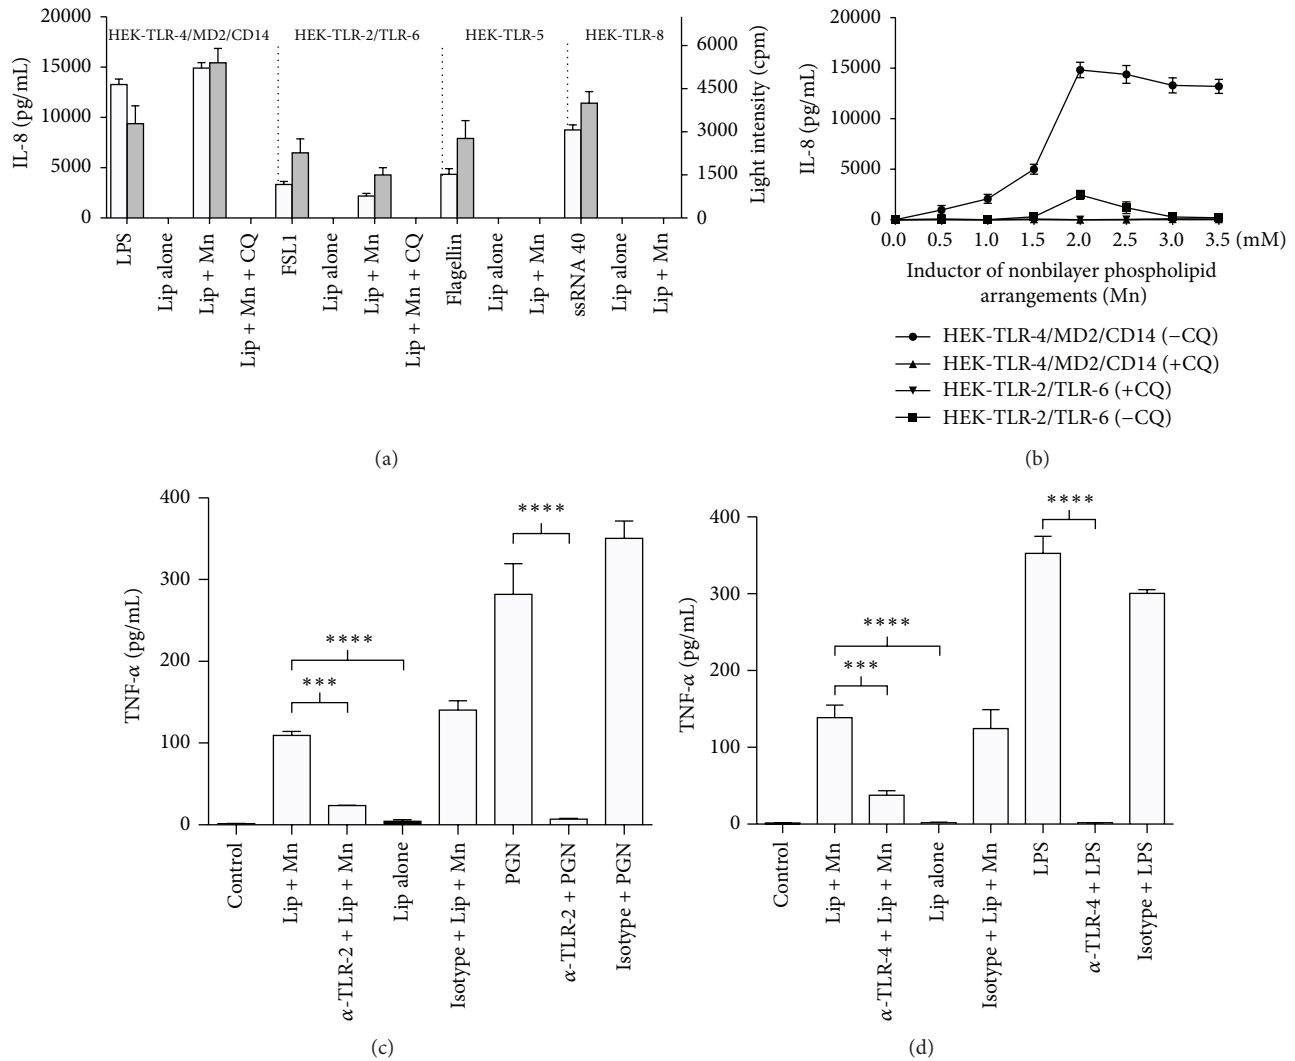 20000
15000
10000
5000
0
IL-8 (pg/mL)
HEK-TLR-4/MD2/CD14
HEK-TLR-2/TLR-6
HEK-TLR-5
HEK-TLR-8
6000
4500
3000
1500
0
Light intensity (cpm)
LPS
Lip alone
Lip + Mn
Lip + Mn + CQ
FSL1
Lip alone
Lip + Mn
Lip + Mn + CQ
Flagellin
Lip alone
Lip + Mn
ssRNA 40
Lip alone
Lip + Mn
(a)
20000
15000
10000
5000
0
IL-8 (pg/mL)
0.0 0.5 1.0 1.5 2.0 2.5 3.0 3.5 (mM)
Inductor of nonbilayer phospholipid
arrangements (Mn)
HEK-TLR-4/MD2/CD14 (−CQ)
HEK-TLR-4/MD2/CD14 (+CQ)
HEK-TLR-2/TLR-6 (+CQ)
HEK-TLR-2/TLR-6 (−CQ)
(b)
400
300
200
100
0
TNF-α (pg/mL)
****
***
****
Control
Lip + Mn
α-TLR-2 + Lip + Mn
Lip alone
Isotype + Lip + Mn
PGN
α-TLR-2 + PGN
Isotype + PGN
(c)
400
300
200
100
0
TNF-α (pg/mL)
****
***
****
Control
Lip + Mn
α-TLR-4 + Lip + Mn
Lip alone
Isotype + Lip + Mn
LPS
α-TLR-4 + LPS
Isotype + LPS
(d)